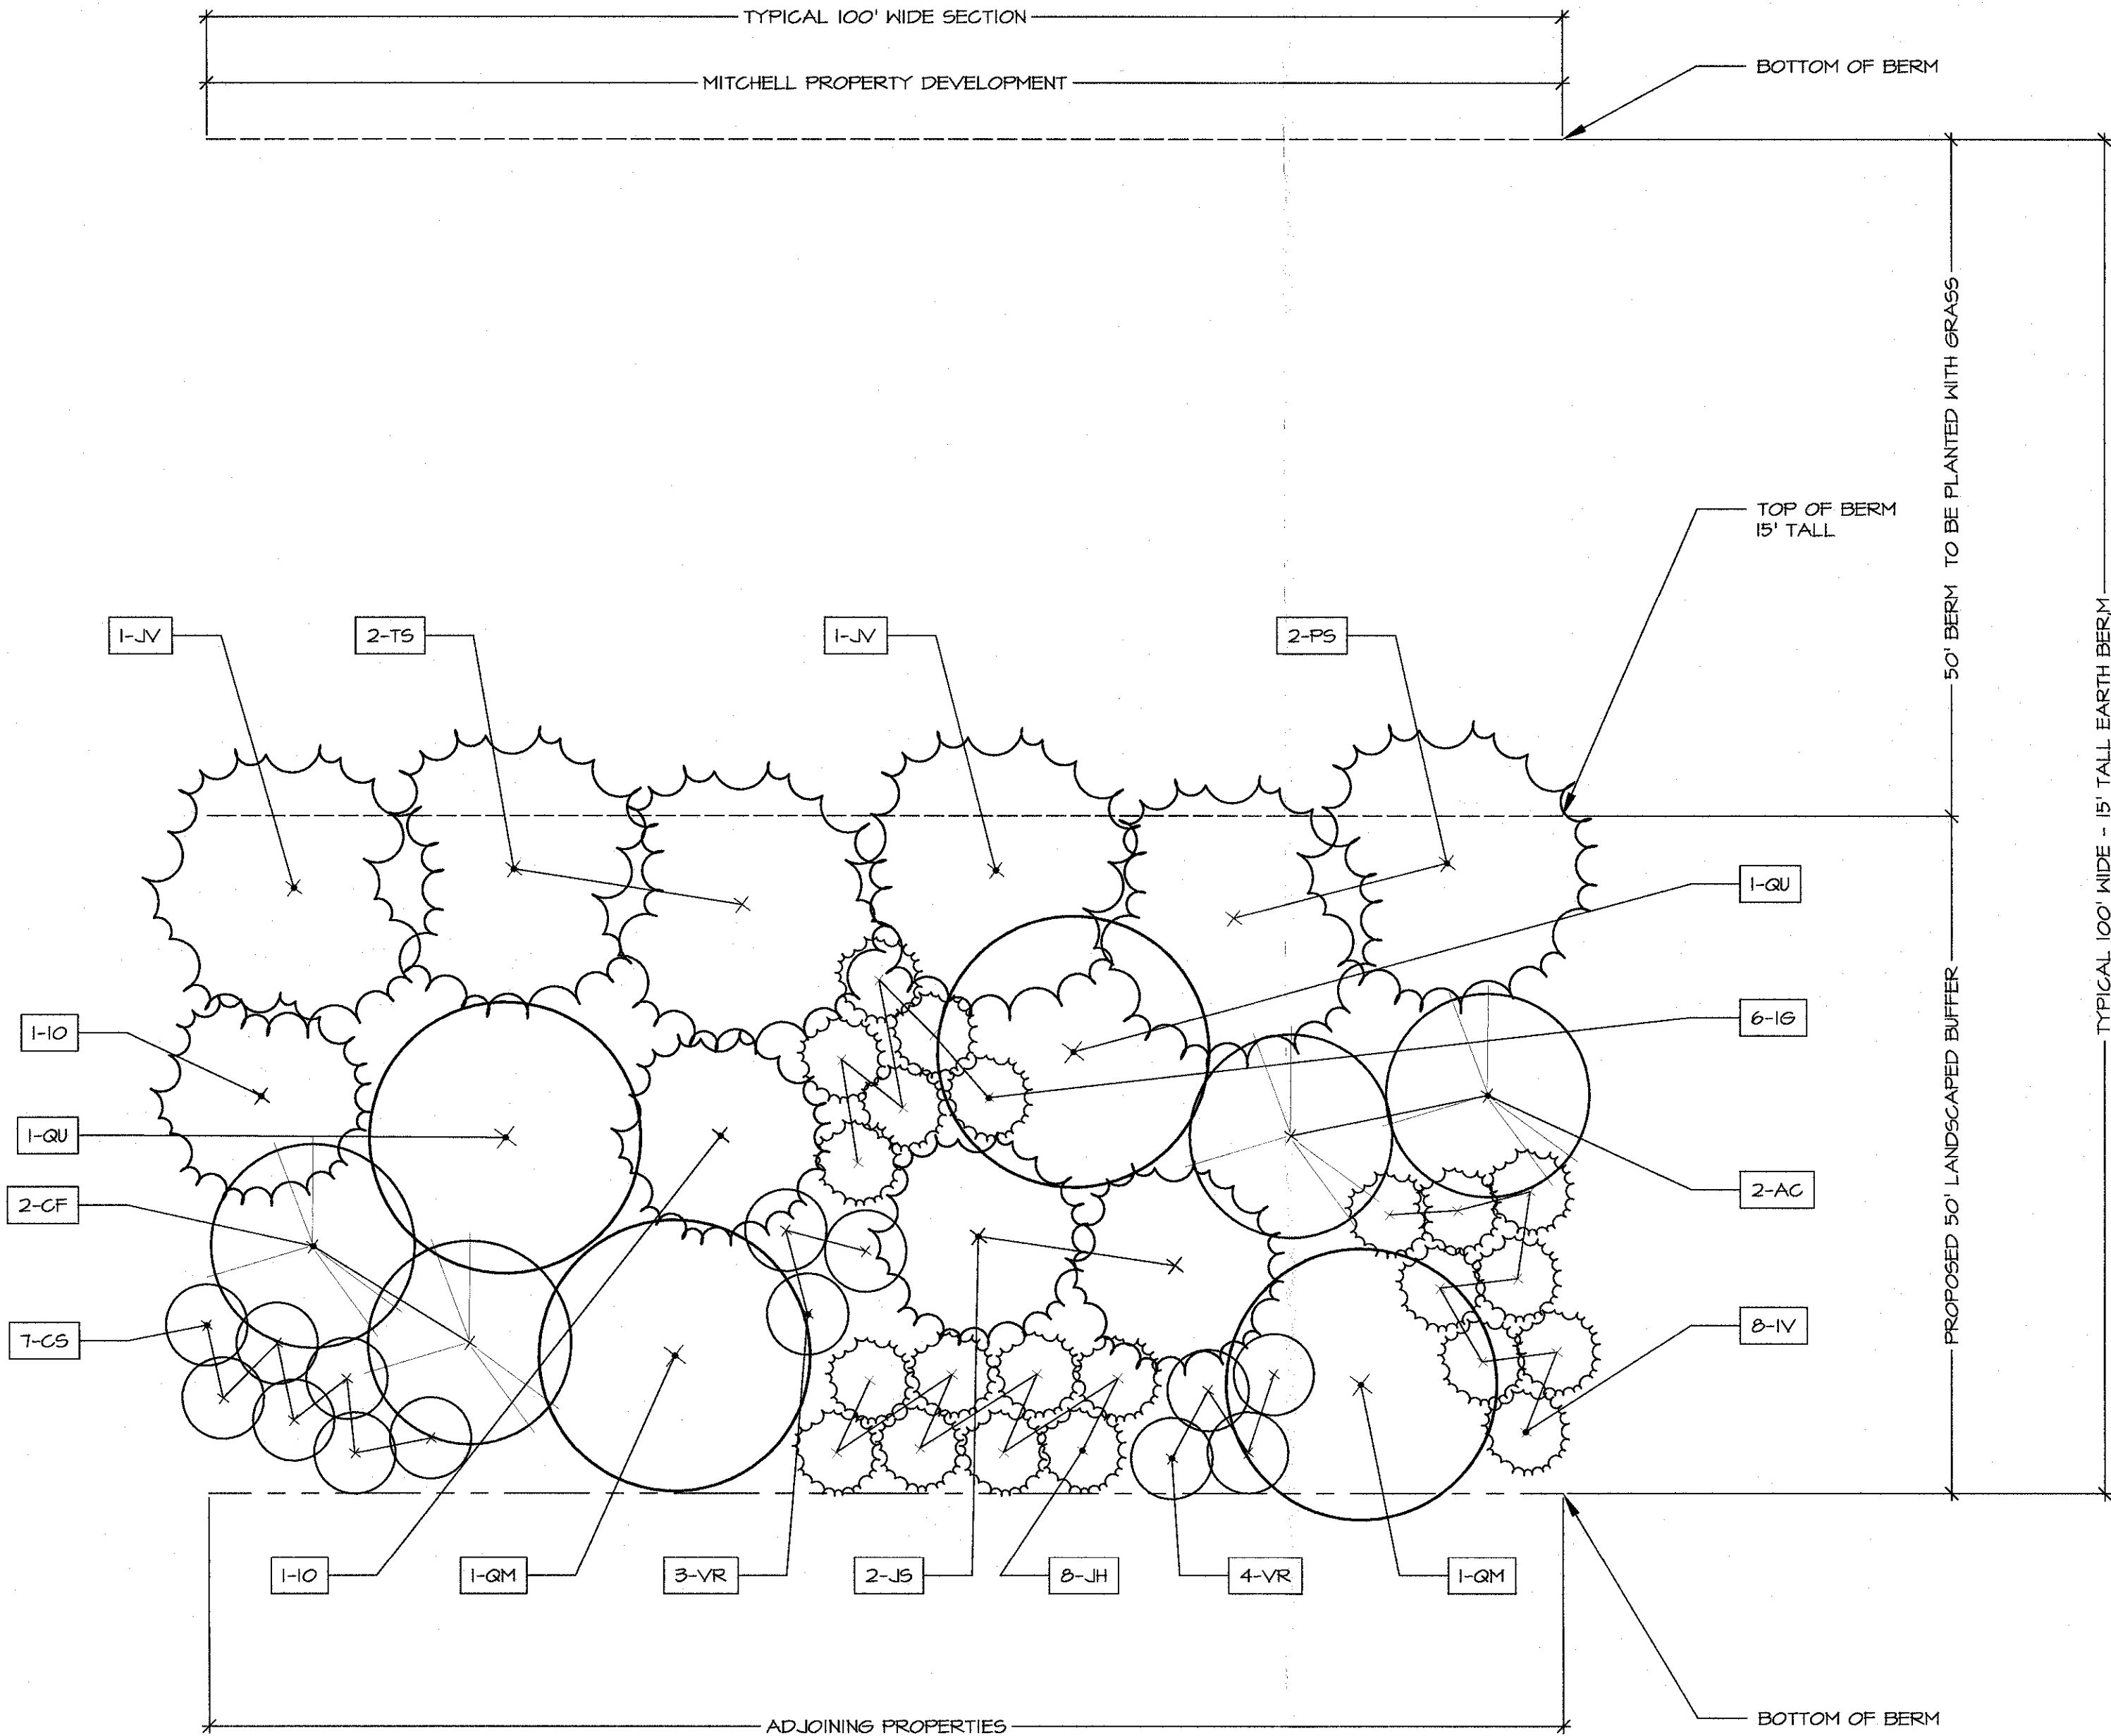 TYPICAL 100' WIDE SECTION
MITCHELL PROPERTY DEVELOPMENT
BOTTOM OF BERM
50' BERM TO BE PLANTED WITH GRASS
TYPICAL 100' WIDE - 15' TALL EARTH BERM
TOP OF BERM
15' TALL
1-JV
2-TS
1-JV
2-PS
1-QU
PROPOSED 50' LANDSCAPED BUFFER
1-IO
6-IG
1-QU
2-CF
2-AC
7-CS
8-IV
1-IO
1-QM
3-VR
2-JS
8-JH
4-VR
1-QM
ADJOINING PROPERTIES
BOTTOM OF BERM